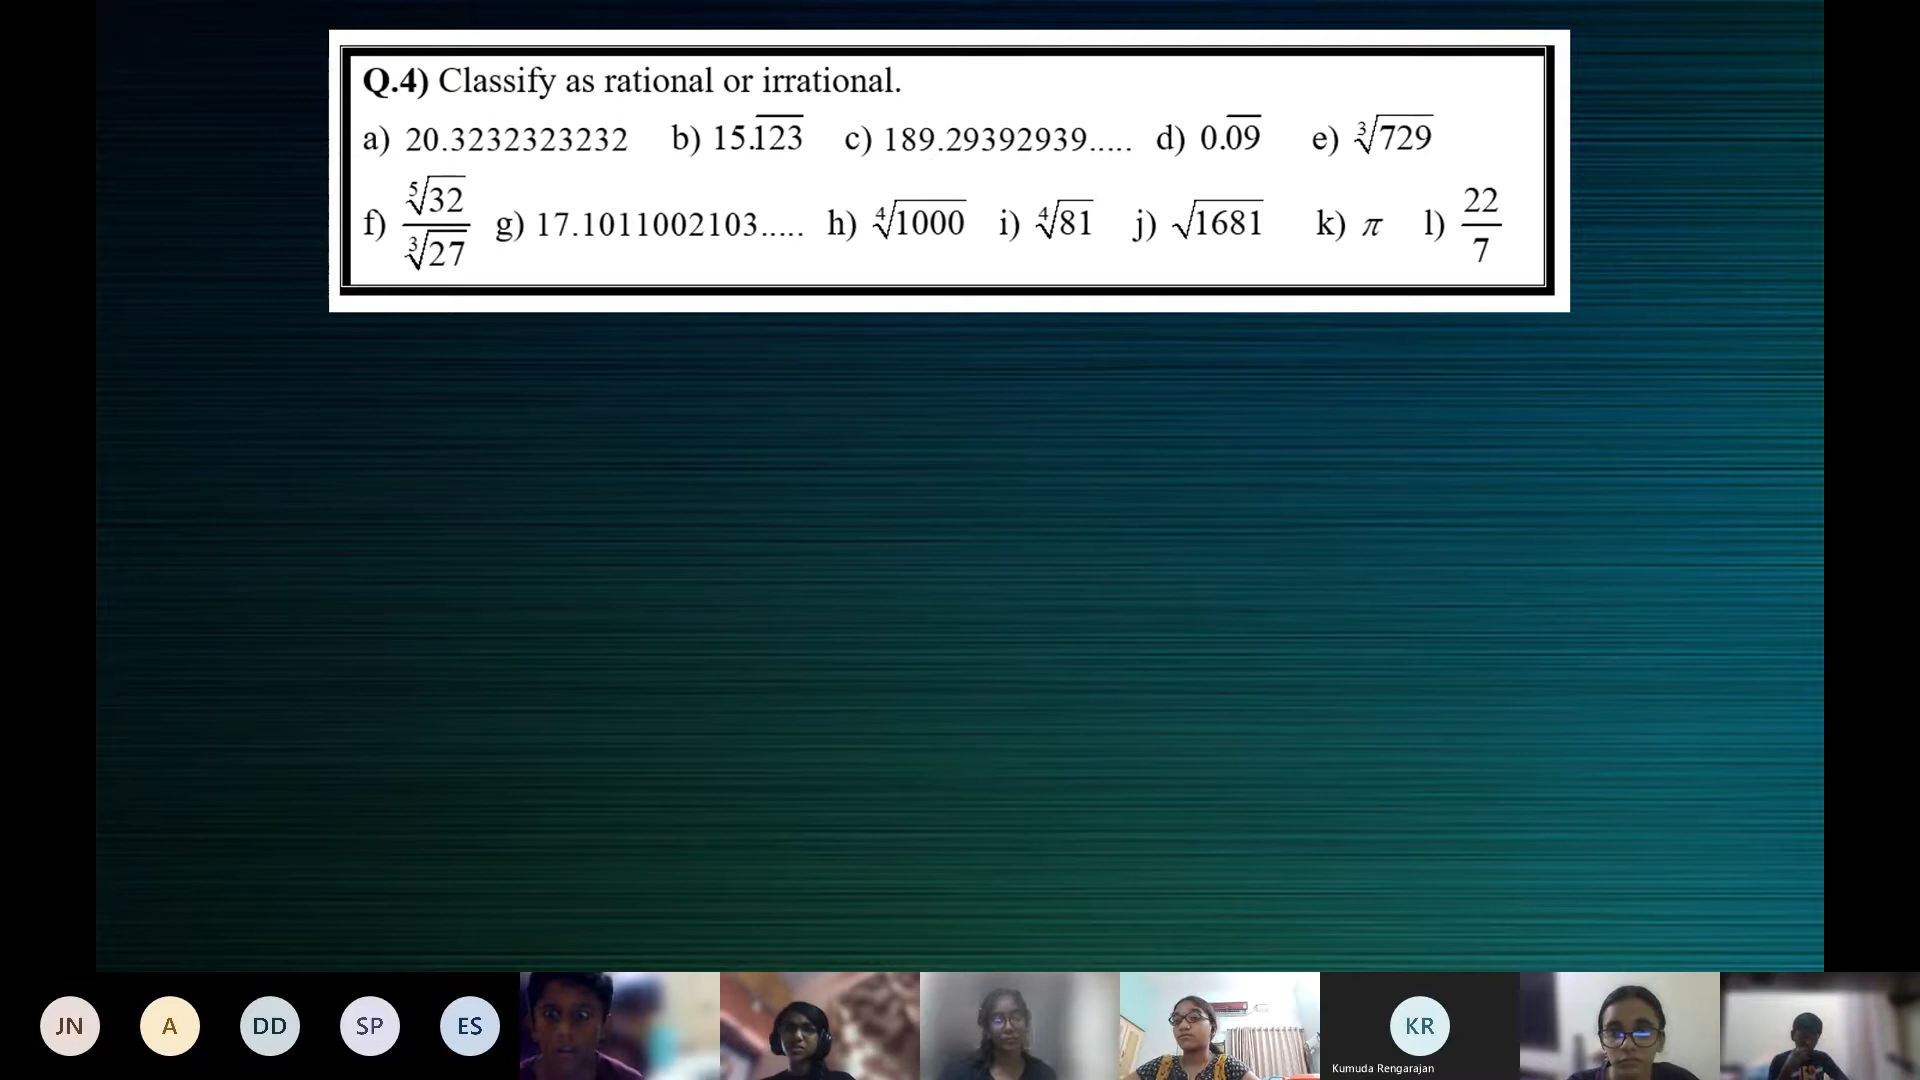 Q.4) Classify as rational or irrational.
a) 20.3232323232 b) 15.1̅2̅3̅ c) 189.29392939..... d) 0.0̅9̅ e) ∛729
f) ⁵√32 / ∛27 g) 17.1011002103..... h) ⁴√1000 i) ⁴√81 j) √1681 k) π l) 22/7
JN A DD SP ES KR
Kumuda Rengarajan